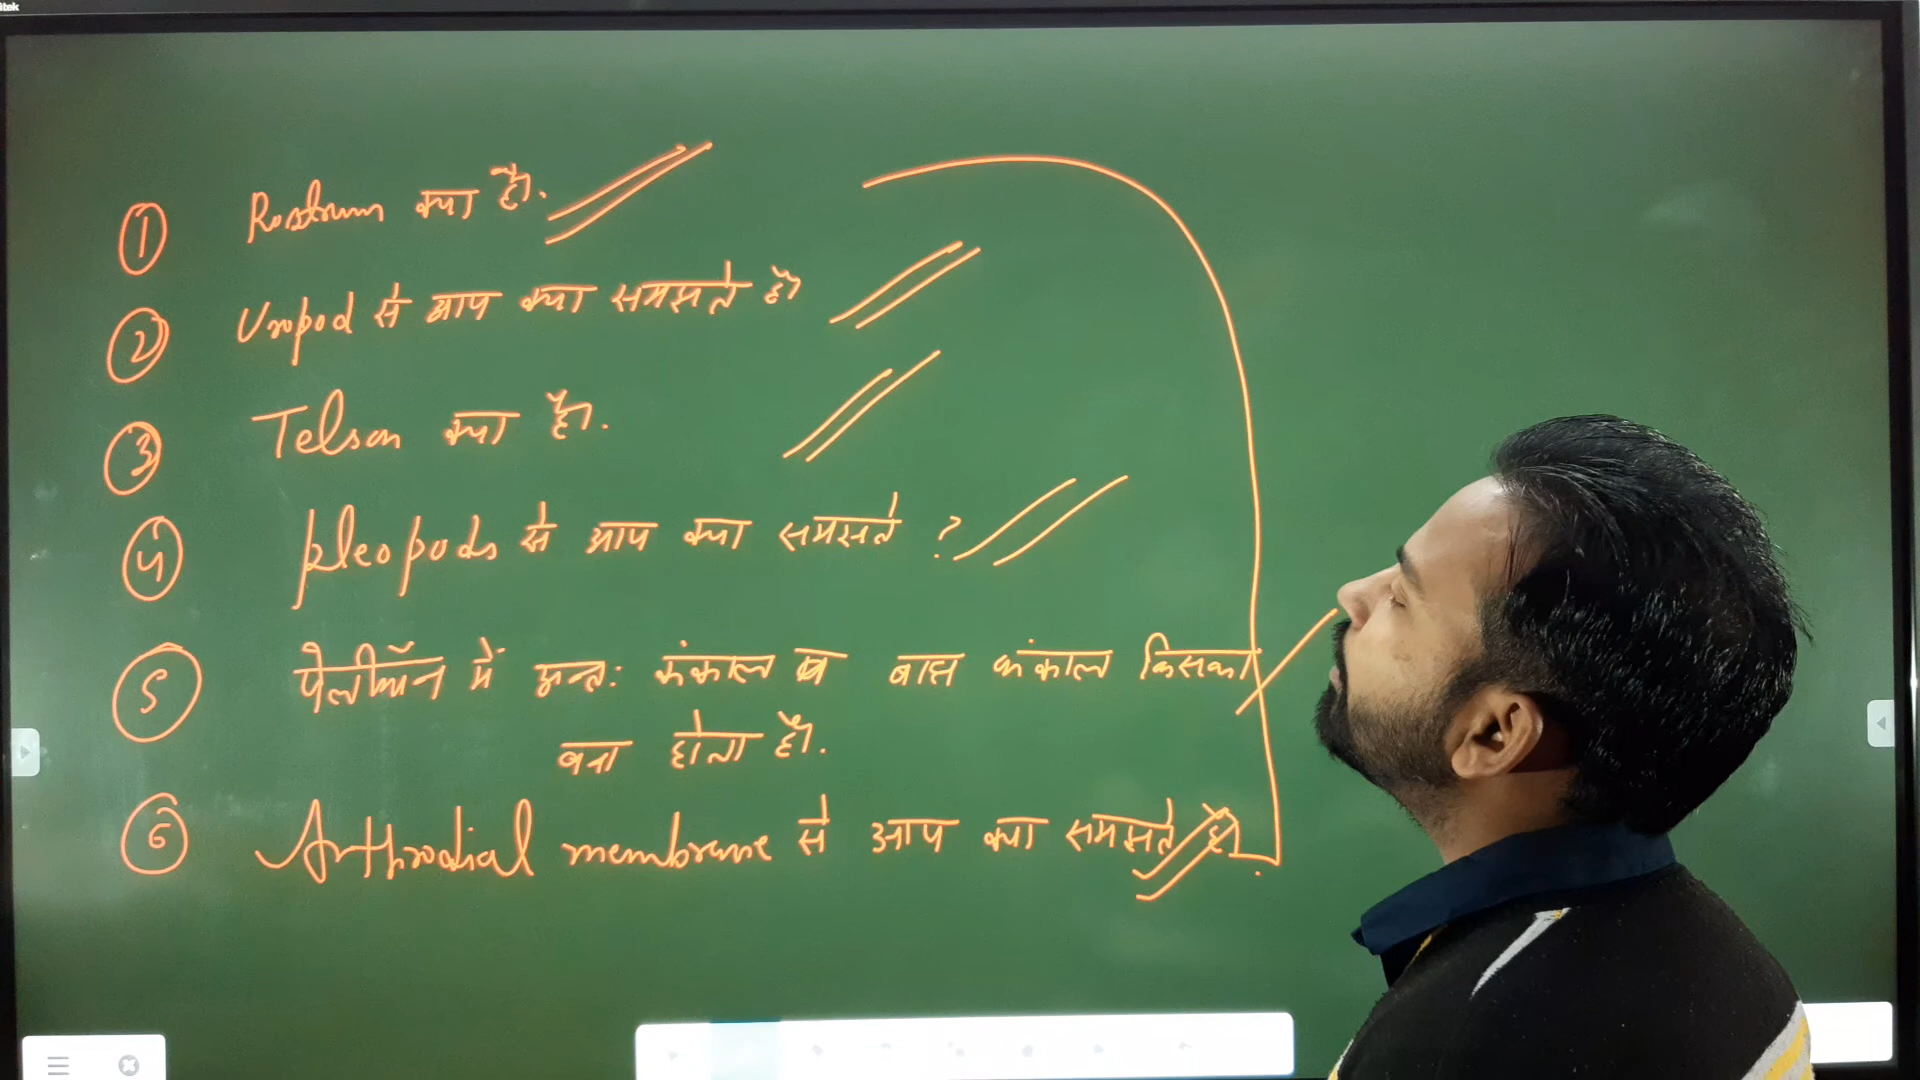 ① Rostrum क्या है.
② Uropod से आप क्या समझते है
③ Telson क्या है.
④ pleopods से आप क्या समझते ?
⑤ पेलीमॉन में अन्तः कंकाल व बाह्य कंकाल किसका
बना होता है.
⑥ Arthrodial membrane से आप क्या समझते है.